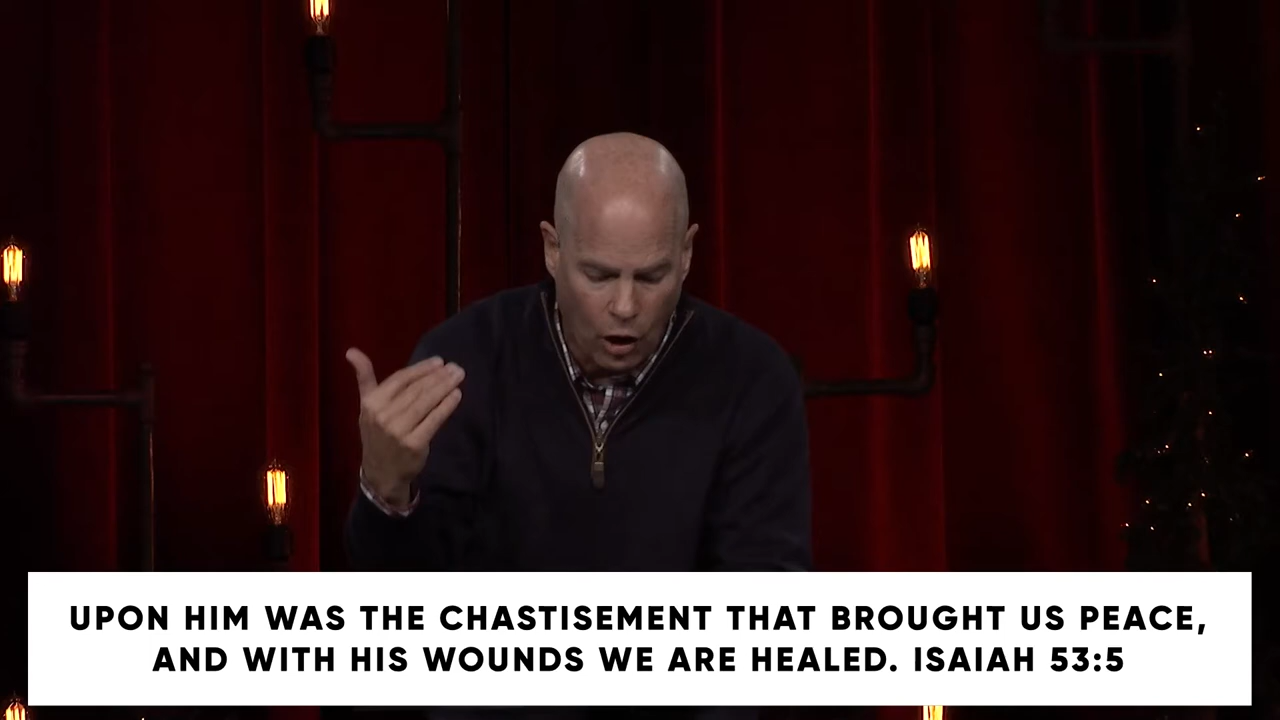 UPON HIM WAS THE CHASTISEMENT THAT BROUGHT US PEACE,
AND WITH HIS WOUNDS WE ARE HEALED. ISAIAH 53:5